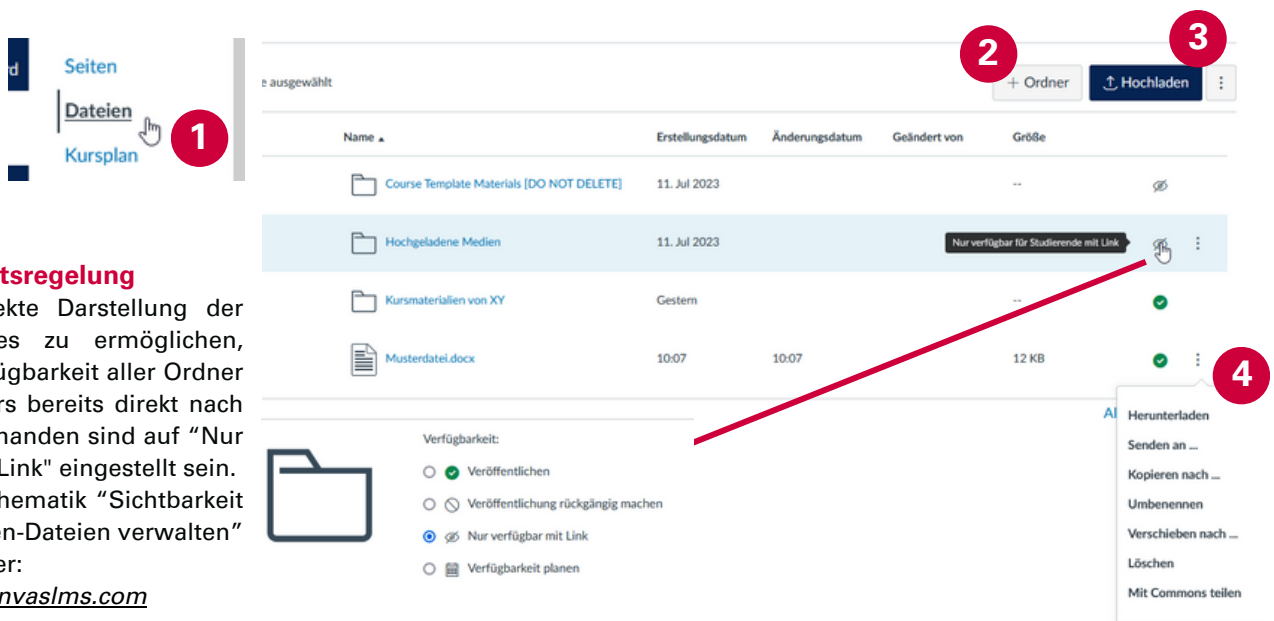 d
Seiten
Dateien
Kursplan
1
2
3
e ausgewählt
+ Ordner
Hochladen
Name
Erstellungsdatum
Änderungsdatum
Geändert von
Größe
Course Template Materials [DO NOT DELETE]
11. Jul 2023
--
Hochgeladene Medien
11. Jul 2023
Nur verfügbar für Studierende mit Link
Kursmaterialien von XY
Gestern
--
Musterdatei.docx
10:07
10:07
12 KB
4
Al
Herunterladen
Senden an ...
Kopieren nach ...
Umbenennen
Verschieben nach ...
Löschen
Mit Commons teilen
Verfügbarkeit:
Veröffentlichen
Veröffentlichung rückgängig machen
Nur verfügbar mit Link
Verfügbarkeit planen
tsregelung
ekte Darstellung der
es zu ermöglichen,
ügbarkeit aller Ordner
rs bereits direkt nach
handen sind auf “Nur
Link" eingestellt sein.
hematik “Sichtbarkeit
en-Dateien verwalten”
er:
nvaslms.com